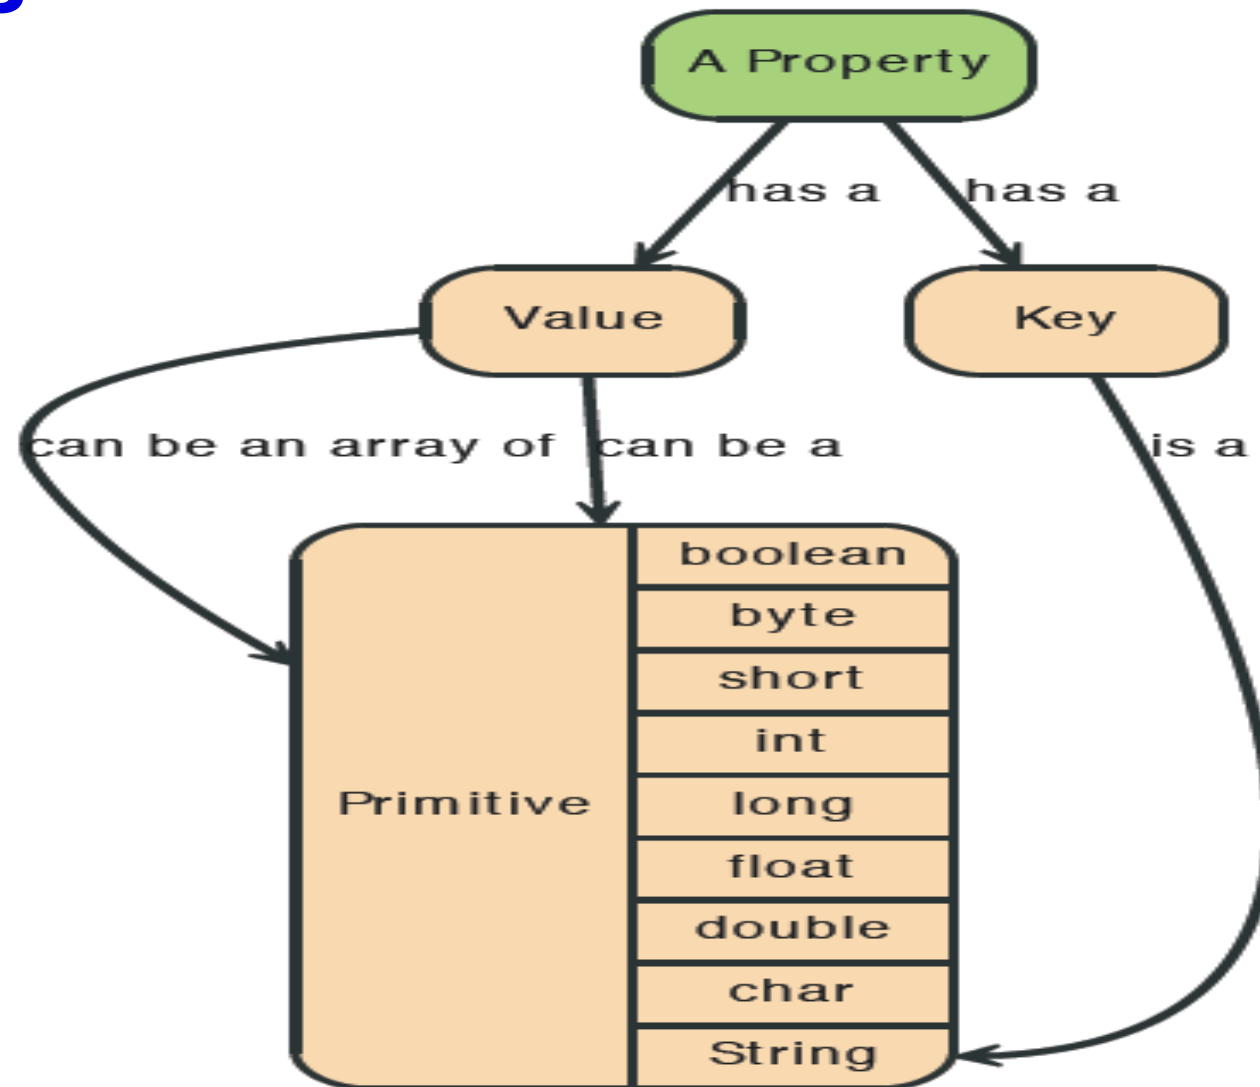 A Property
has a has a
Value Key
can be an array of can be a is a
boolean
byte
short
int
Primitive long
float
double
char
String